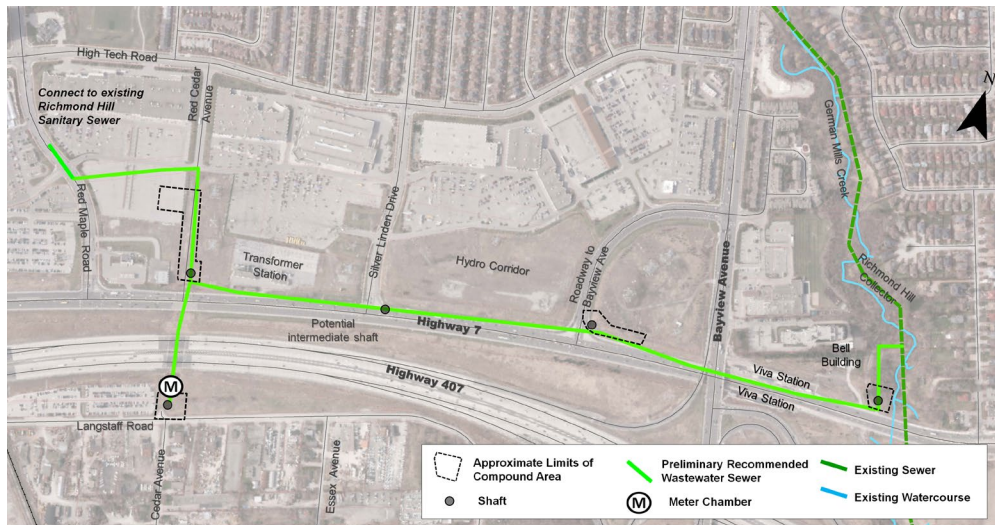 High Tech Road
Connect to existing
Richmond Hill
Sanitary Sewer
Red Cedar
Avenue
German Mills
Creek
N
Red Maple Road
Silver Linden Drive
Transformer
Station
Hydro Corridor
Roadway to
Bayview Ave
Bayview Avenue
Richmond Hill
Collector
Potential
intermediate shaft
Highway 7
Bell
Building
Viva Station
Viva Station
Highway 407
M
Langstaff Road
Cedar Avenue
Essex Avenue
Approximate Limits of
Compound Area
Shaft
Preliminary Recommended
Wastewater Sewer
M
Meter Chamber
Existing Sewer
Existing Watercourse